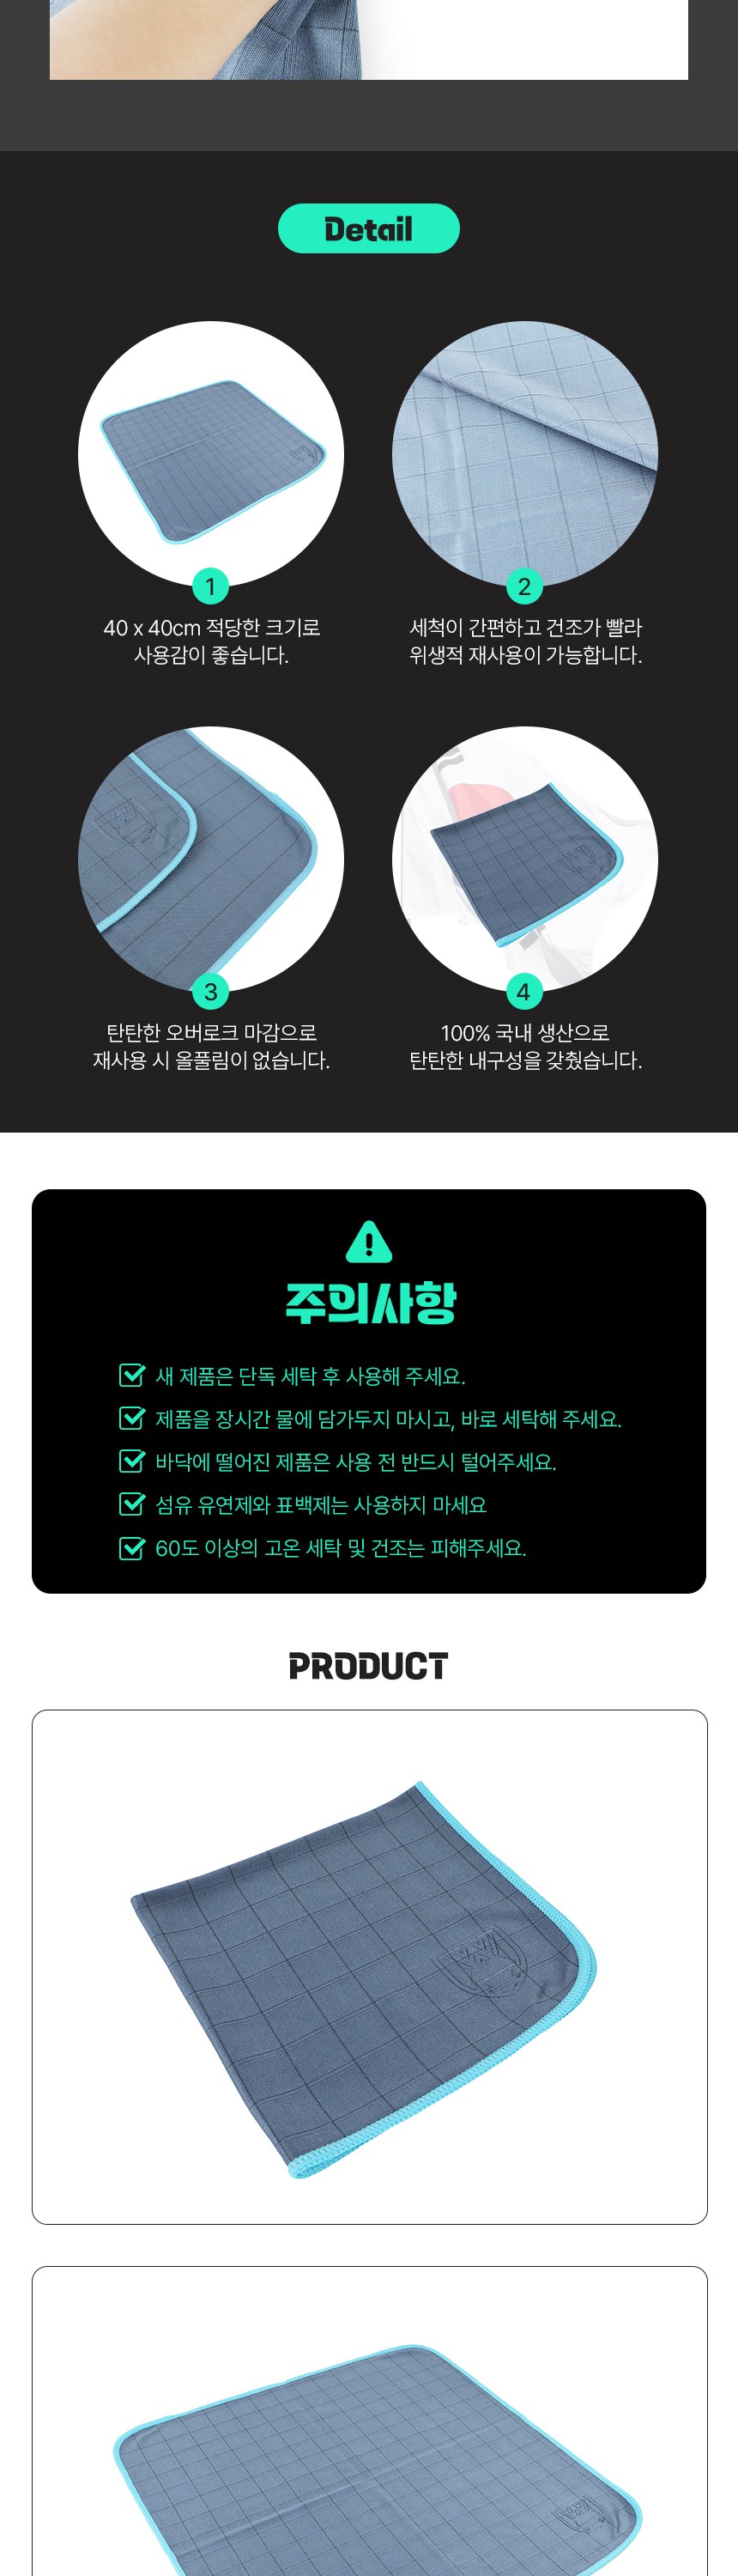 Detail
1
40 x 40cm 적당한 크기로
사용감이 좋습니다.
2
세척이 간편하고 건조가 빨라
위생적 재사용이 가능합니다.
3
탄탄한 오버로크 마감으로
재사용 시 올풀림이 없습니다.
4
100% 국내 생산으로
탄탄한 내구성을 갖췄습니다.
주의사항
새 제품은 단독 세탁 후 사용해 주세요.
제품을 장시간 물에 담가두지 마시고, 바로 세탁해 주세요.
바닥에 떨어진 제품은 사용 전 반드시 털어주세요.
섬유 유연제와 표백제는 사용하지 마세요
60도 이상의 고온 세탁 및 건조는 피해주세요.
PRODUCT